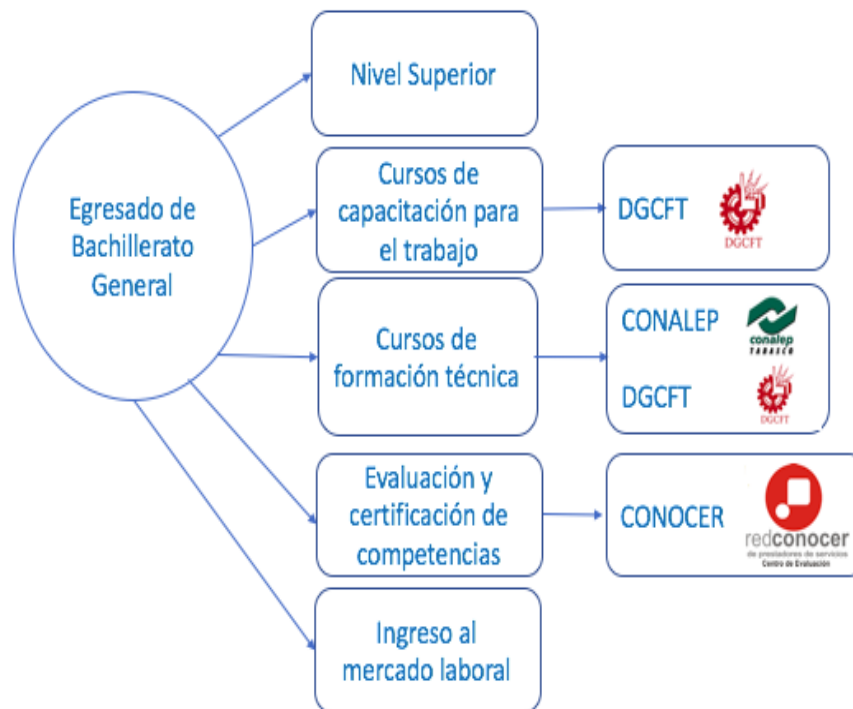 Nivel Superior
Egresado de
Bachillerato
General
Cursos de
capacitación para
el trabajo
DGCFT
DGCFT
Cursos de
formación técnica
CONALEP
conalep
TABASCO
DGCFT
DGCFT
Evaluación y
certificación de
competencias
CONOCER
redconocer
de prestadores de servicios
Centro de Evaluación
Ingreso al
mercado laboral